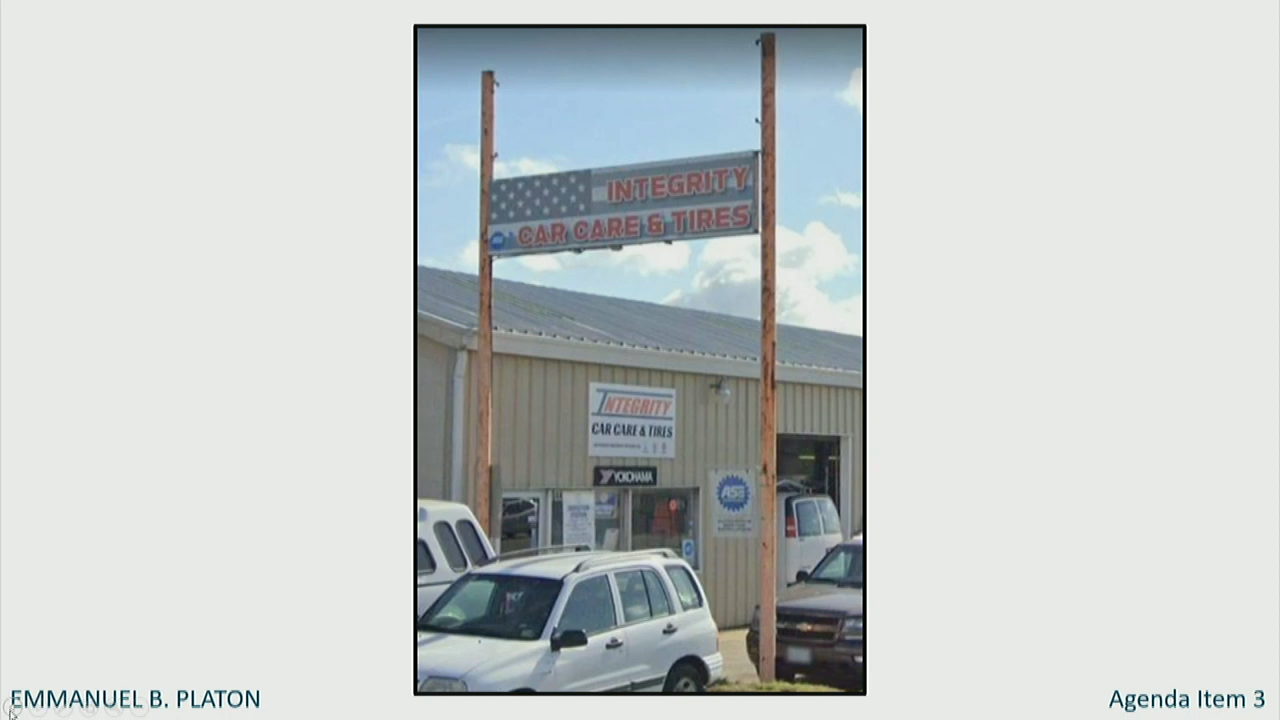 INTEGRITY
CAR CARE & TIRES
INTEGRITY
CAR CARE & TIRES
YOKOHAMA
ASE
EMMANUEL B. PLATON
Agenda Item 3